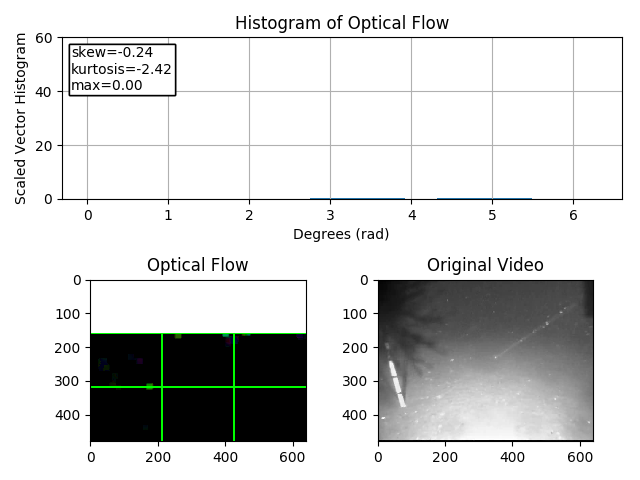 Histogram of Optical Flow
Scaled Vector Histogram
60
40
20
0
skew=-0.24
kurtosis=-2.42
max=0.00
0 1 2 3 4 5 6
Degrees (rad)
Optical Flow
0
100
200
300
400
0 200 400 600
Original Video
0
100
200
300
400
0 200 400 600